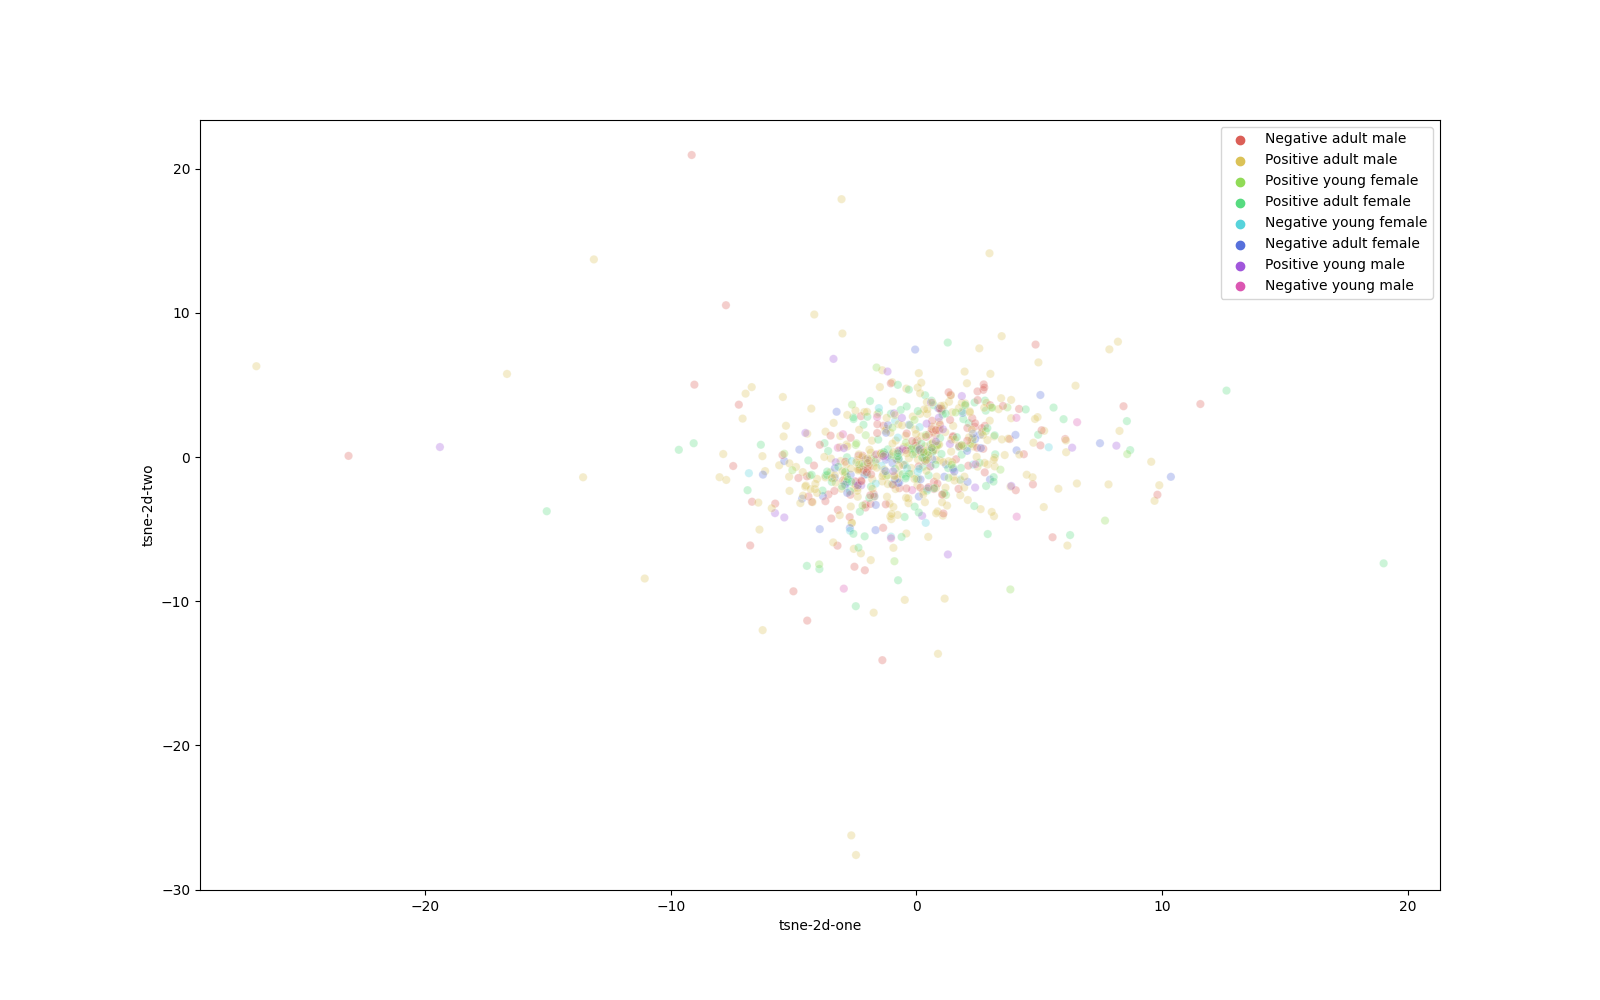 Negative adult male
Positive adult male
Positive young female
Positive adult female
Negative young female
Negative adult female
Positive young male
Negative young male
20
10
0
−10
−20
−30
tsne-2d-two
−20
−10
0
10
20
tsne-2d-one